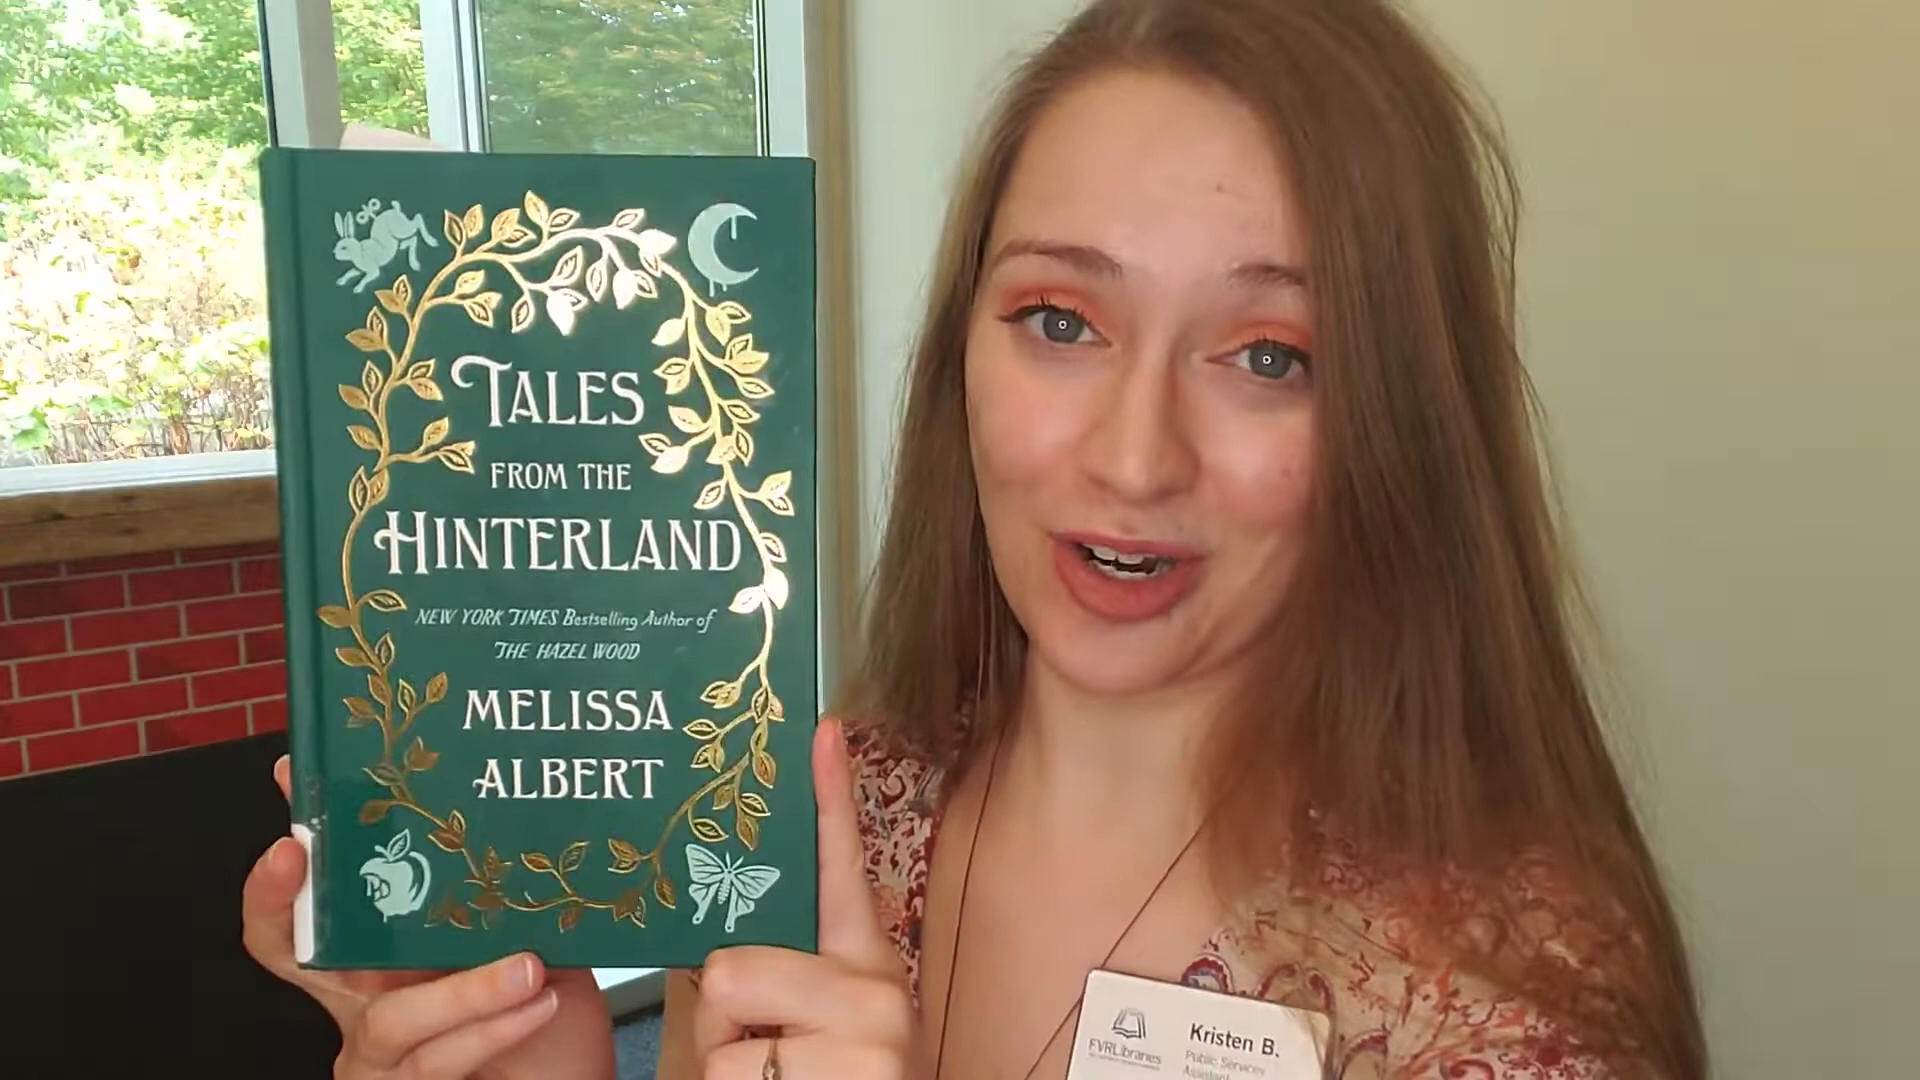 TALES
FROM THE
HINTERLAND
NEW YORK TIMES Bestselling Author of
THE HAZEL WOOD
MELISSA
ALBERT
FVRLibraries
Kristen B.
Public Services
Assistant